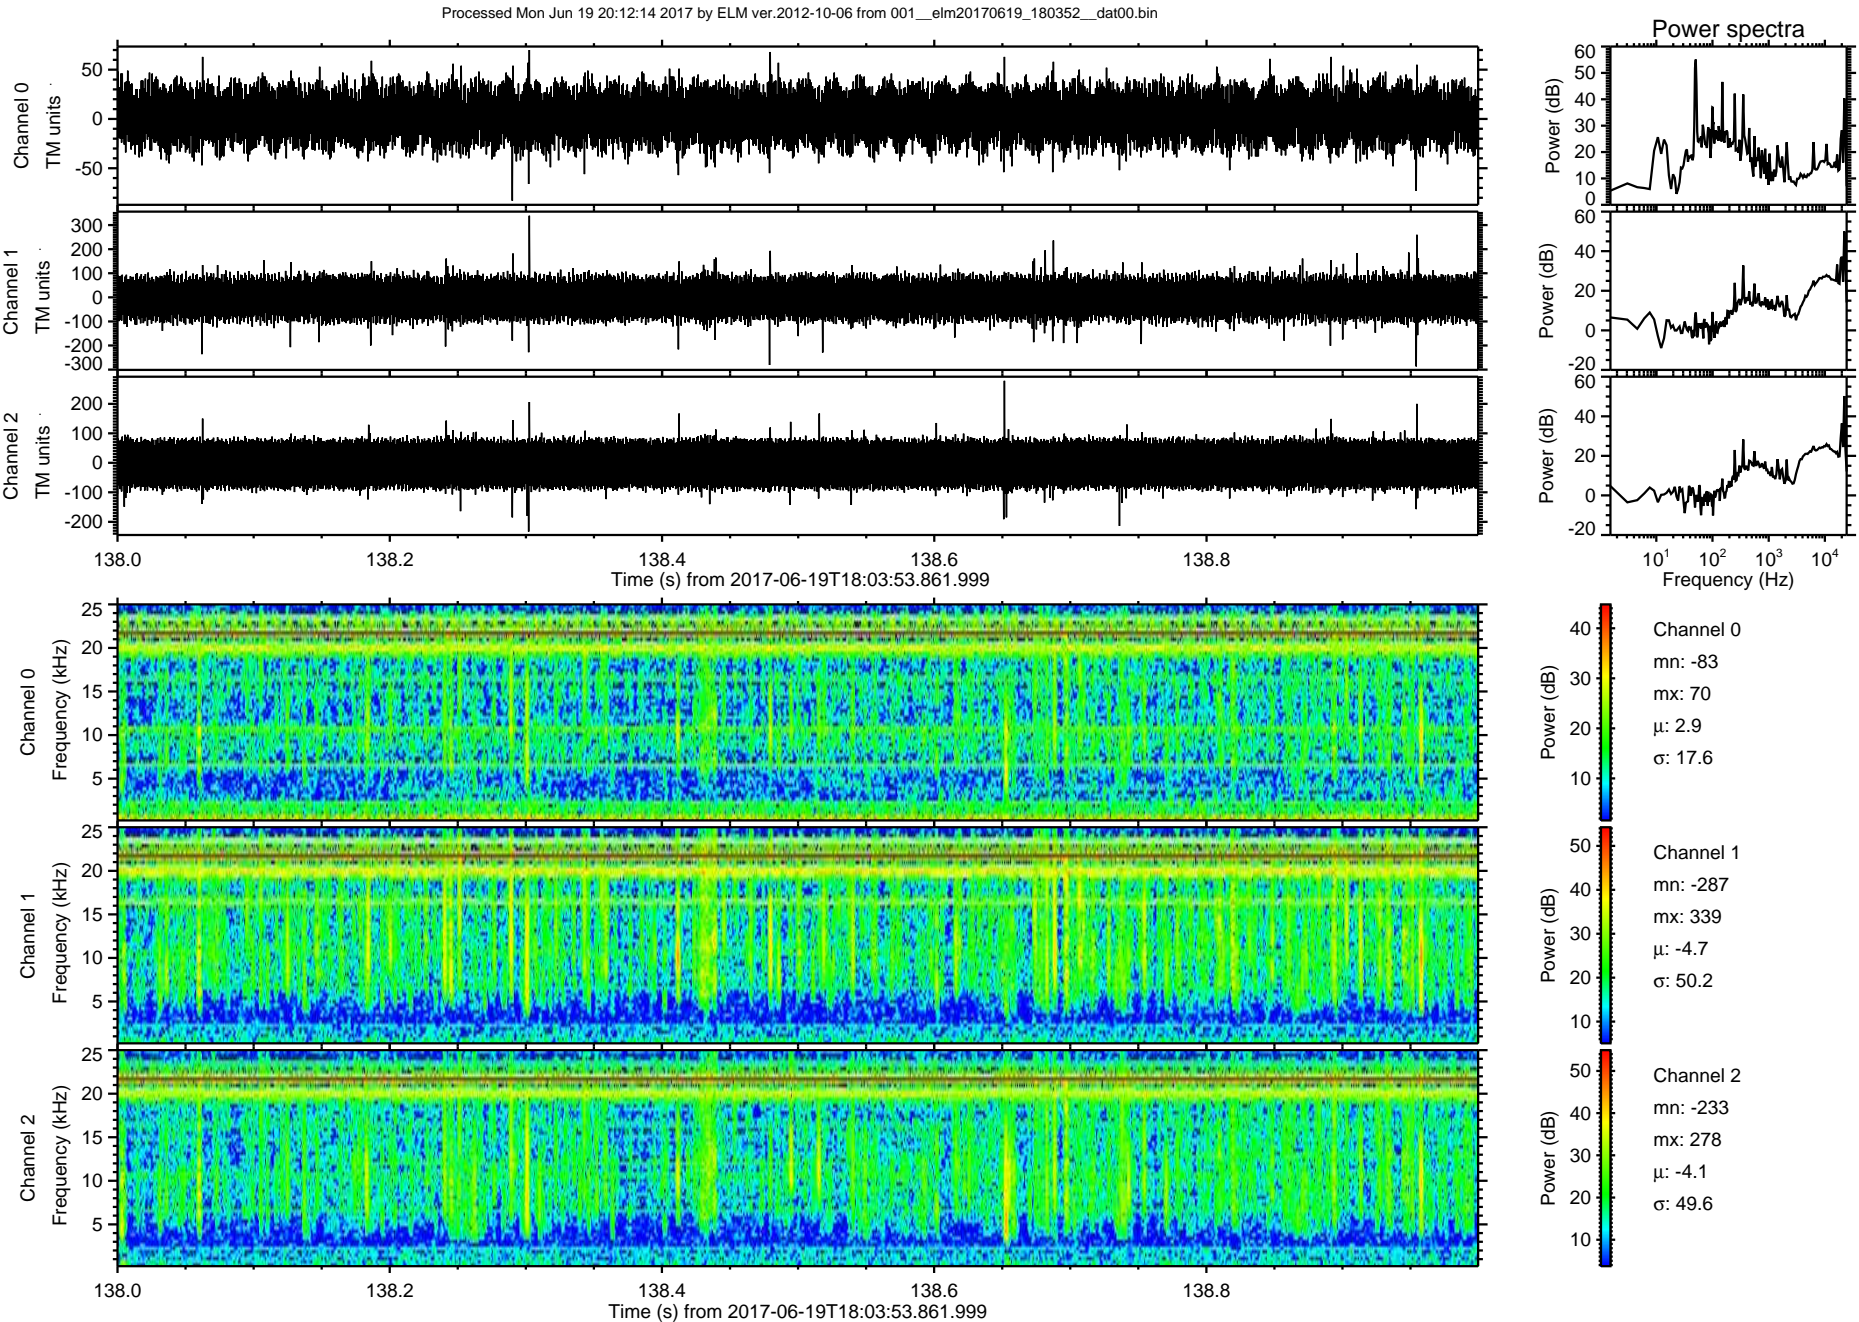 Processed Mon Jun 19 20:12:14 2017 by ELM ver.2012-10-06 from 001__elm20170619_180352__dat00.bin
Power spectra
Channel 0
TM units
50
0
-50
Power (dB)
60
50
40
30
20
10
0
Channel 1
TM units
300
200
100
0
-100
-200
-300
Power (dB)
60
40
20
0
-20
Channel 2
TM units
200
100
0
-100
-200
Power (dB)
60
40
20
0
-20
138.0 138.2 138.4 138.6 138.8
Time (s) from 2017-06-19T18:03:53.861.999
10^1 10^2 10^3 10^4
Frequency (Hz)
Channel 0
Frequency (kHz)
25
20
15
10
5
Power (dB)
40
30
20
10
Channel 0
mn: -83
mx: 70
μ: 2.9
σ: 17.6
Channel 1
Frequency (kHz)
25
20
15
10
5
Power (dB)
50
40
30
20
10
Channel 1
mn: -287
mx: 339
μ: -4.7
σ: 50.2
Channel 2
Frequency (kHz)
25
20
15
10
5
Power (dB)
50
40
30
20
10
Channel 2
mn: -233
mx: 278
μ: -4.1
σ: 49.6
138.0 138.2 138.4 138.6 138.8
Time (s) from 2017-06-19T18:03:53.861.999